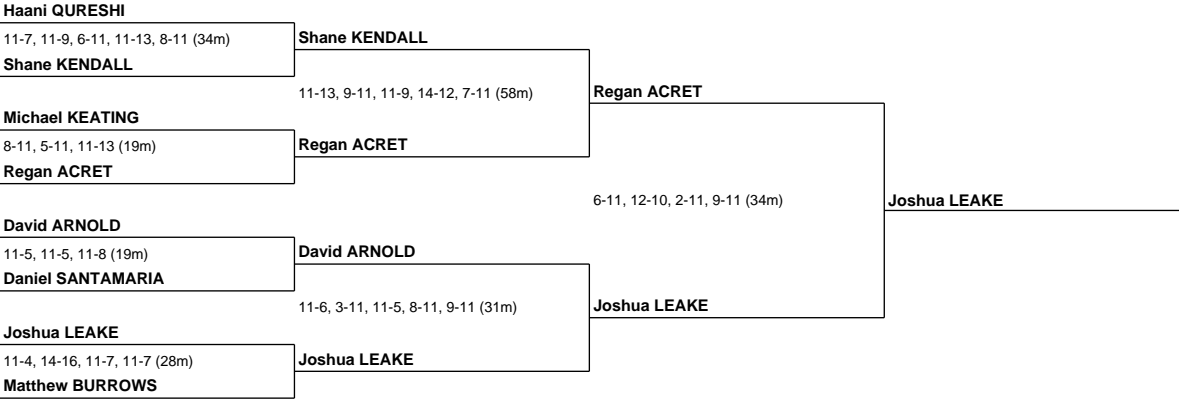 Haani QURESHI
11-7, 11-9, 6-11, 11-13, 8-11 (34m)
Shane KENDALL
Shane KENDALL
11-13, 9-11, 11-9, 14-12, 7-11 (58m)
Regan ACRET
Michael KEATING
8-11, 5-11, 11-13 (19m)
Regan ACRET
Regan ACRET
6-11, 12-10, 2-11, 9-11 (34m)
Joshua LEAKE
David ARNOLD
11-5, 11-5, 11-8 (19m)
Daniel SANTAMARIA
David ARNOLD
11-6, 3-11, 11-5, 8-11, 9-11 (31m)
Joshua LEAKE
Joshua LEAKE
11-4, 14-16, 11-7, 11-7 (28m)
Matthew BURROWS
Joshua LEAKE